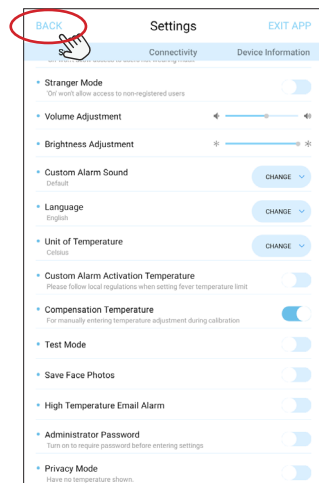 BACK
Settings
EXIT APP
Connectivity
Device Information
Stranger Mode
'On' won't allow access to non-registered users
Volume Adjustment
Brightness Adjustment
Custom Alarm Sound
Default
CHANGE
Language
English
CHANGE
Unit of Temperature
Celsius
CHANGE
Custom Alarm Activation Temperature
Please follow local regulations when setting fever temperature limit
Compensation Temperature
For manually entering temperature adjustment during calibration
Test Mode
Save Face Photos
High Temperature Email Alarm
Administrator Password
Turn on to require password before entering settings
Privacy Mode
Have no temperature shown.